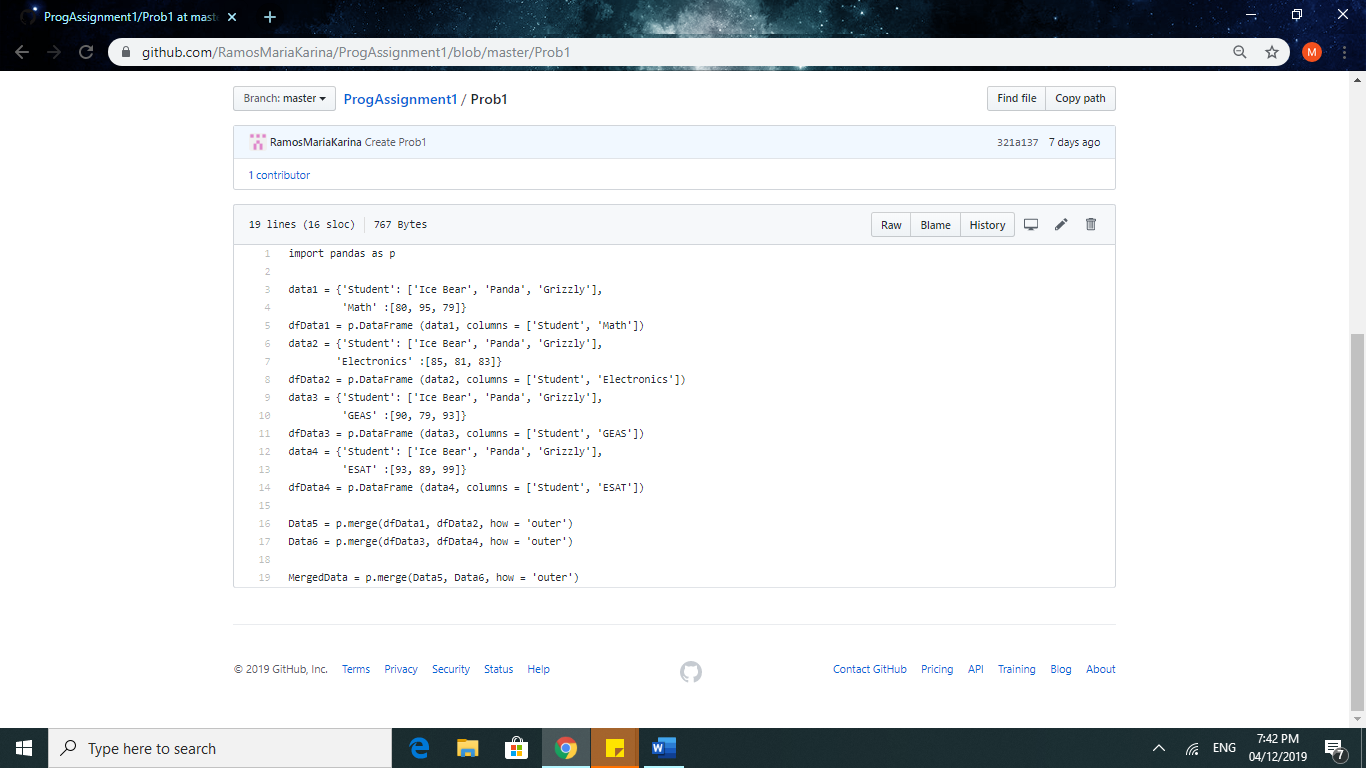 ProgAssignment1/Prob1 at mast
github.com/RamosMariaKarina/ProgAssignment1/blob/master/Prob1
M
Branch: master
ProgAssignment1 / Prob1
Find file
Copy path
RamosMariaKarina Create Prob1
321a137 7 days ago
1 contributor
19 lines (16 sloc) 767 Bytes
Raw
Blame
History
1 import pandas as p
2
3 data1 = {'Student': ['Ice Bear', 'Panda', 'Grizzly'],
4         'Math' :[80, 95, 79]}
5 dfData1 = p.DataFrame (data1, columns = ['Student', 'Math'])
6 data2 = {'Student': ['Ice Bear', 'Panda', 'Grizzly'],
7        'Electronics' :[85, 81, 83]}
8 dfData2 = p.DataFrame (data2, columns = ['Student', 'Electronics'])
9 data3 = {'Student': ['Ice Bear', 'Panda', 'Grizzly'],
10         'GEAS' :[90, 79, 93]}
11 dfData3 = p.DataFrame (data3, columns = ['Student', 'GEAS'])
12 data4 = {'Student': ['Ice Bear', 'Panda', 'Grizzly'],
13         'ESAT' :[93, 89, 99]}
14 dfData4 = p.DataFrame (data4, columns = ['Student', 'ESAT'])
15
16 Data5 = p.merge(dfData1, dfData2, how = 'outer')
17 Data6 = p.merge(dfData3, dfData4, how = 'outer')
18
19 MergedData = p.merge(Data5, Data6, how = 'outer')
© 2019 GitHub, Inc. Terms Privacy Security Status Help
Contact GitHub Pricing API Training Blog About
Type here to search
W
ENG
7:42 PM
04/12/2019
7